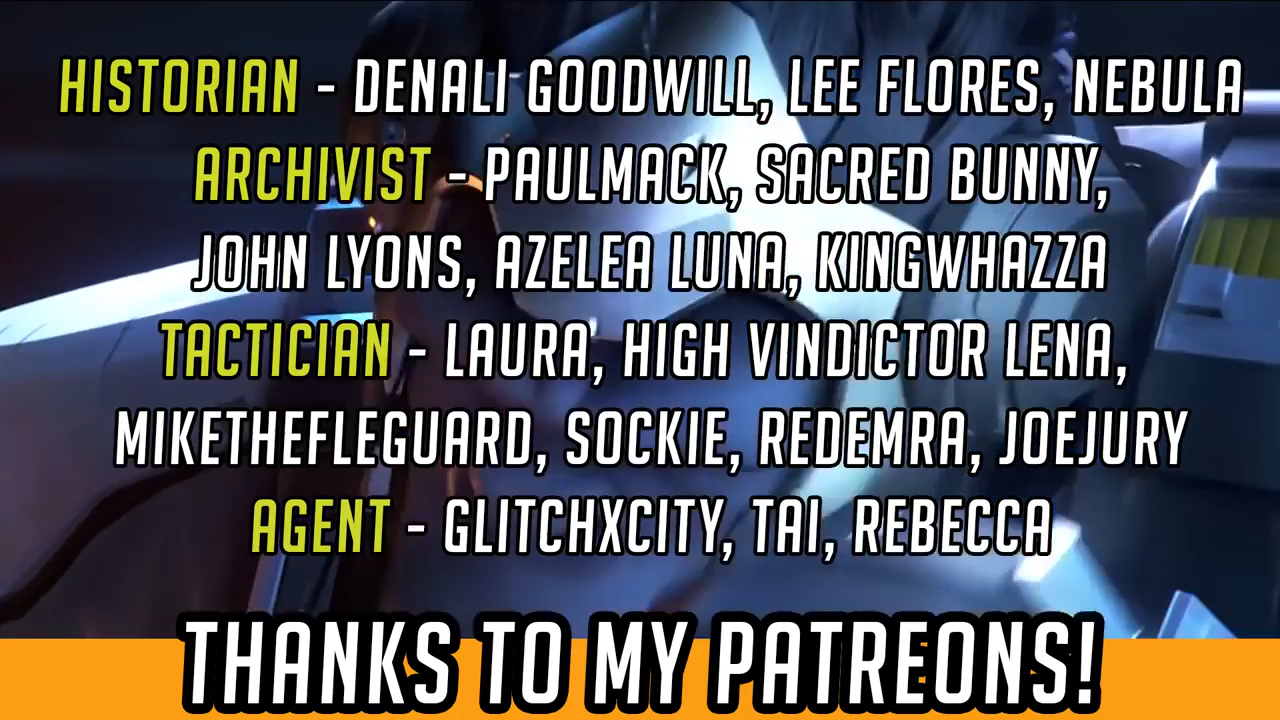 HISTORIAN - DENALI GOODWILL, LEE FLORES, NEBULA
ARCHIVIST - PAULMACK, SACRED BUNNY,
JOHN LYONS, AZELEA LUNA, KINGWHAZZA
TACTICIAN - LAURA, HIGH VINDICTOR LENA,
MIKETHEFLEGUARD, SOCKIE, REDEMRA, JOEJURY
AGENT - GLITCHXCITY, TAI, REBECCA
THANKS TO MY PATREONS!